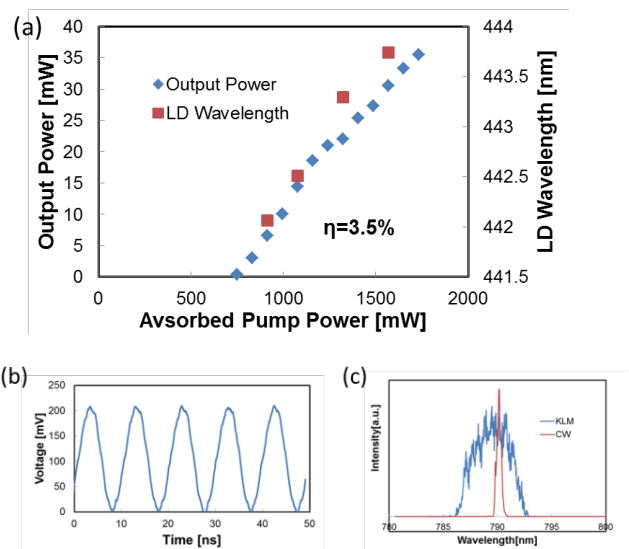 (a)
40
35
30
25
20
15
10
5
0
Output Power [mW]
Output Power
LD Wavelength
η=3.5%
444
443.5
443
442.5
442
441.5
LD Wavelength [nm]
0 500 1000 1500 2000
Avsorbed Pump Power [mW]
(b)
250
200
150
100
50
0
Voltage [mV]
0 10 20 30 40 50
Time [ns]
(c)
Intensity[a.u.]
KLM
CW
780 785 790 795 800
Wavelength[nm]